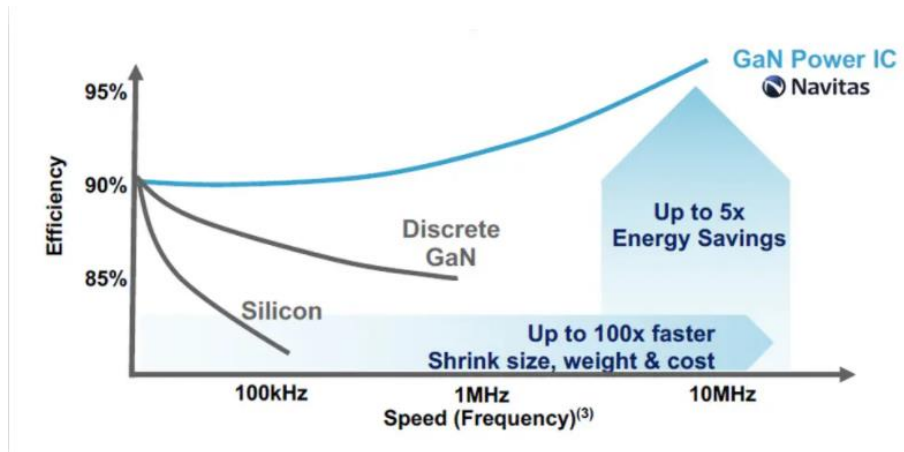 GaN Power IC
Navitas
95%
90%
85%
Efficiency
Discrete
GaN
Silicon
Up to 5x
Energy Savings
Up to 100x faster
Shrink size, weight & cost
100kHz
1MHz
10MHz
Speed (Frequency)(3)